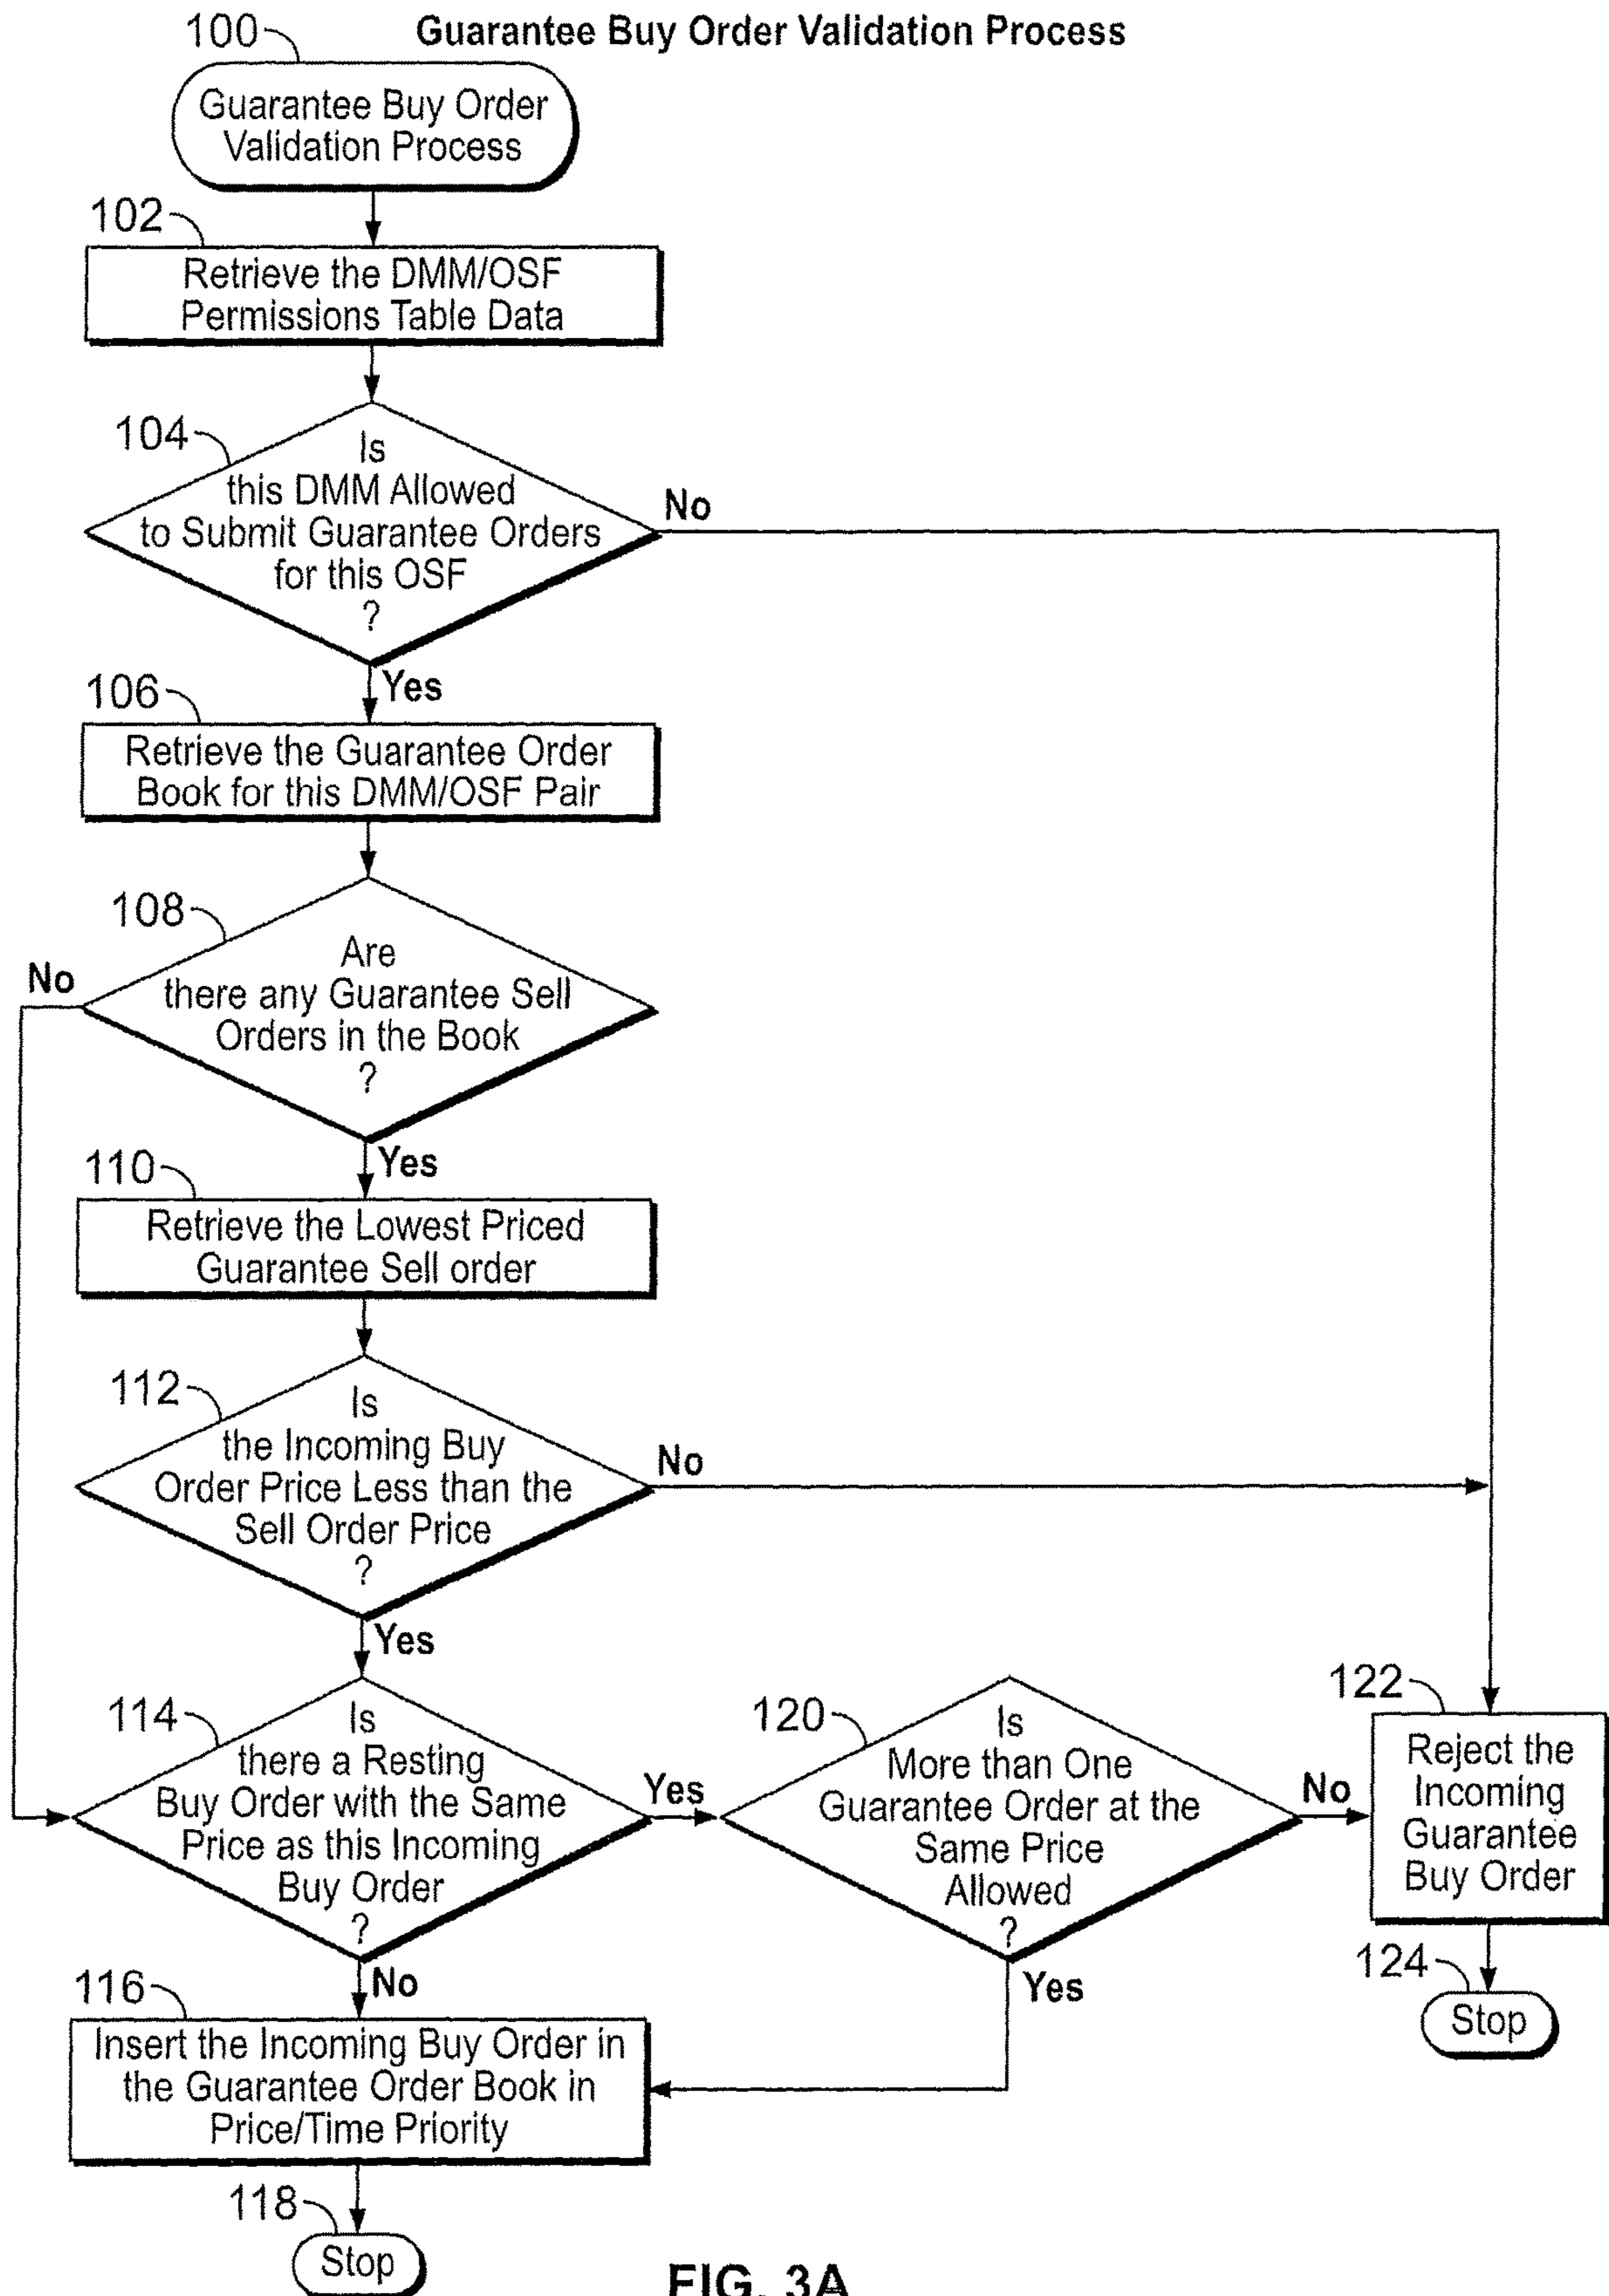 Guarantee Buy Order Validation Process
100
Guarantee Buy Order
Validation Process
102
Retrieve the DMM/OSF
Permissions Table Data
104
Is
this DMM Allowed
to Submit Guarantee Orders
for this OSF
?
No
Yes
106
Retrieve the Guarantee Order
Book for this DMM/OSF Pair
108
Are
there any Guarantee Sell
Orders in the Book
?
No
Yes
110
Retrieve the Lowest Priced
Guarantee Sell order
112
Is
the Incoming Buy
Order Price Less than the
Sell Order Price
?
No
Yes
114
Is
there a Resting
Buy Order with the Same
Price as this Incoming
Buy Order
?
Yes
No
120
Is
More than One
Guarantee Order at the
Same Price
Allowed
?
No
Yes
122
Reject the
Incoming
Guarantee
Buy Order
124
Stop
116
Insert the Incoming Buy Order in
the Guarantee Order Book in
Price/Time Priority
118
Stop
FIG. 3A